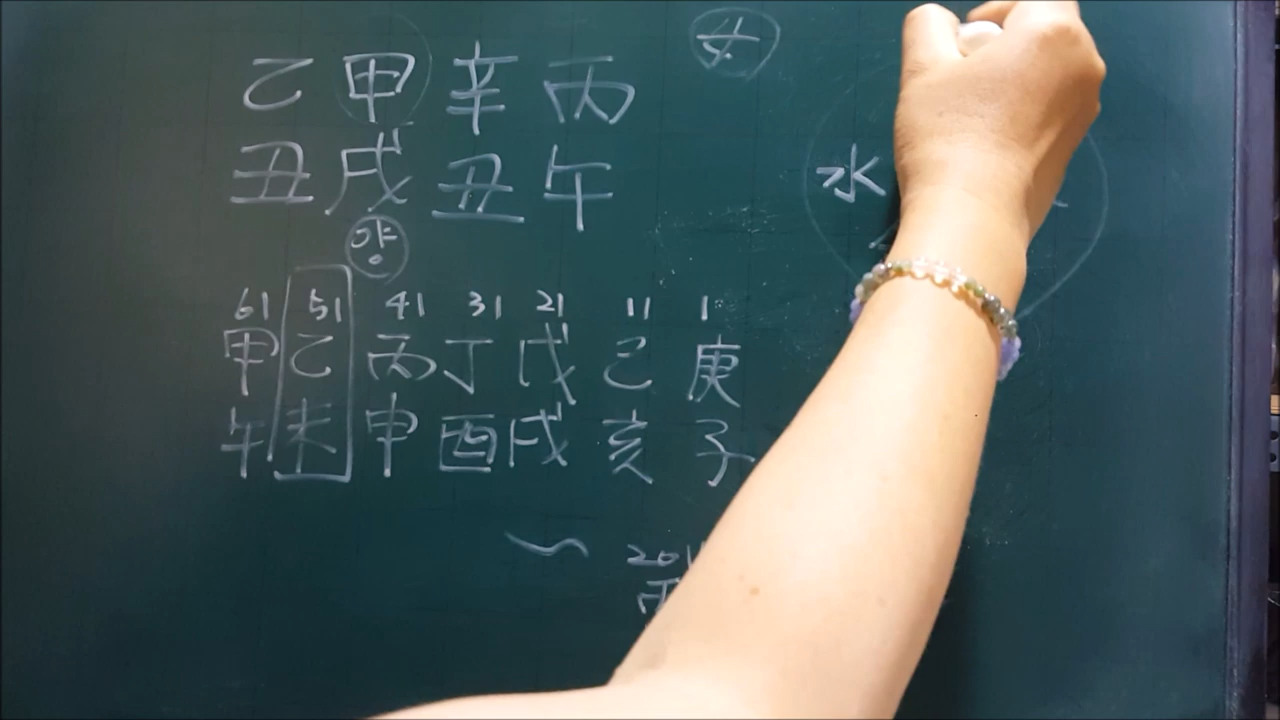 女
乙 甲 辛 丙
丑 戌 丑 午
水
양
61 51 41 31 21 11 1
甲 乙 丙 丁 戊 己 庚
午 未 申 酉 戌 亥 子